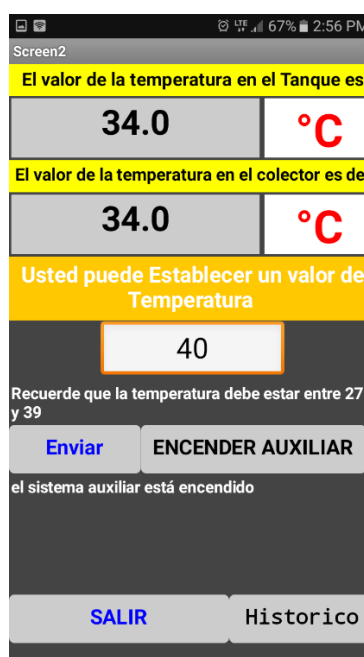 LTE 67% 2:56 PM
Screen2
El valor de la temperatura en el Tanque es
34.0 °C
El valor de la temperatura en el colector es de
34.0 °C
Usted puede Establecer un valor de
Temperatura
40
Recuerde que la temperatura debe estar entre 27
y 39
Enviar ENCENDER AUXILIAR
el sistema auxiliar está encendido
SALIR Historico